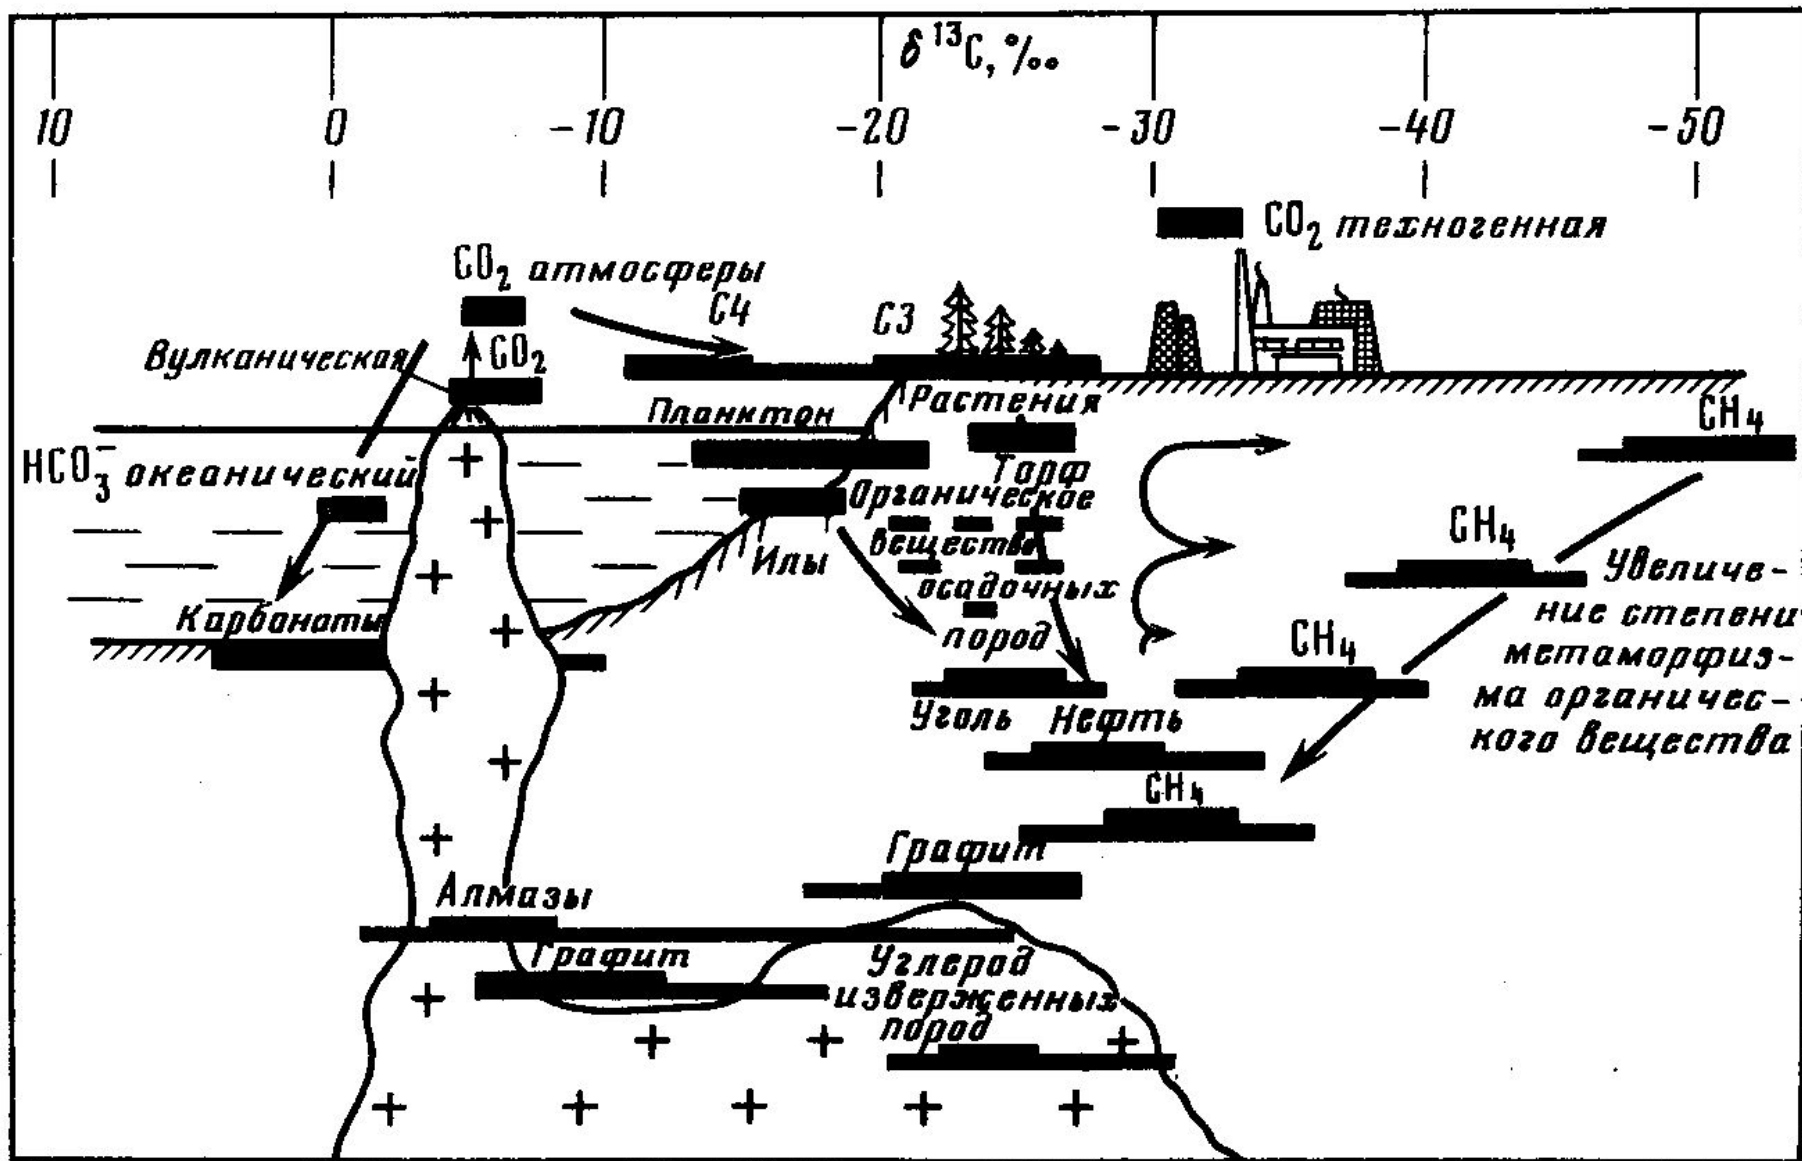 δ ¹³C, ‰
10 0 -10 -20 -30 -40 -50
CO₂ техногенная
CO₂ атмосферы
C4
C3
CO₂
Вулканическая
Растения
Планктон
CH₄
HCO₃⁻ океанический
Торф
Органическое
вещество
осадочных
пород
Илы
CH₄
Увеличе-
ние степени
метаморфиз-
ма органичес-
кого вещества
Карбанаты
CH₄
Уголь
Нефть
CH₄
Графит
Алмазы
Графит
Углерод
изверженных
пород